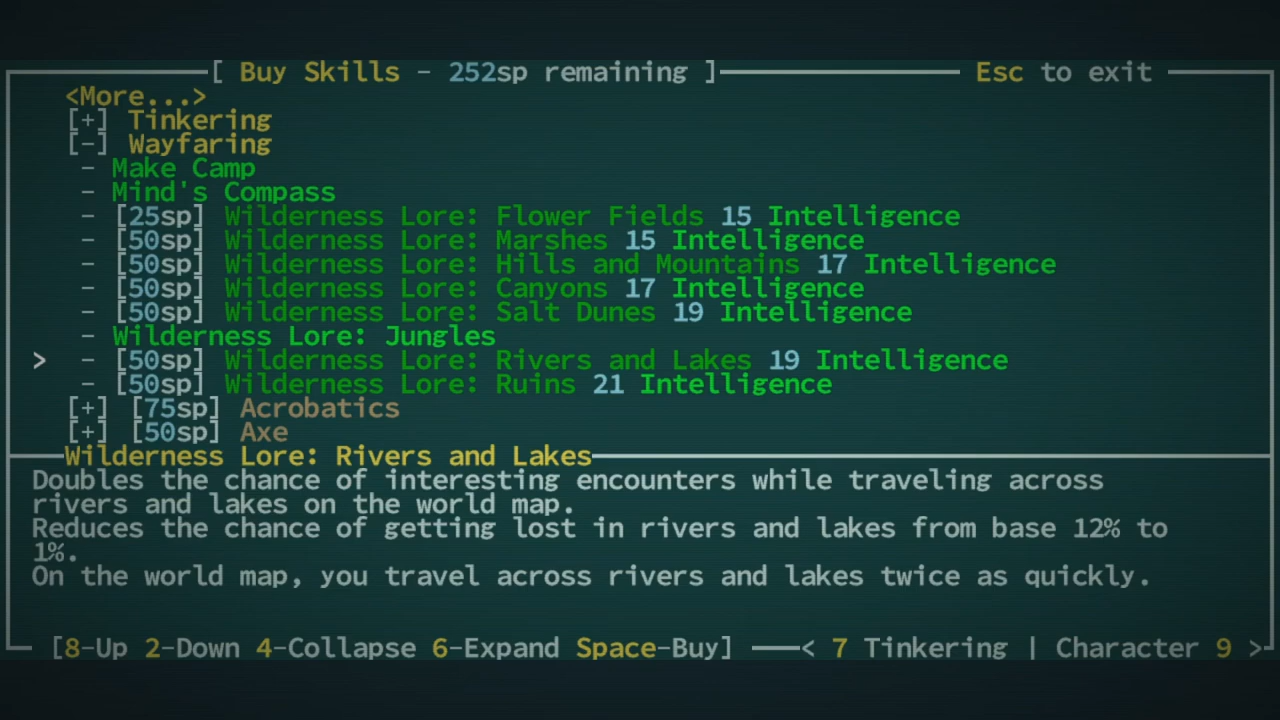 [ Buy Skills - 252sp remaining ] Esc to exit
<More...>
[+] Tinkering
[-] Wayfaring
- Make Camp
- Mind's Compass
- [25sp] Wilderness Lore: Flower Fields 15 Intelligence
- [50sp] Wilderness Lore: Marshes 15 Intelligence
- [50sp] Wilderness Lore: Hills and Mountains 17 Intelligence
- [50sp] Wilderness Lore: Canyons 17 Intelligence
- [50sp] Wilderness Lore: Salt Dunes 19 Intelligence
- Wilderness Lore: Jungles
> - [50sp] Wilderness Lore: Rivers and Lakes 19 Intelligence
- [50sp] Wilderness Lore: Ruins 21 Intelligence
[+] [75sp] Acrobatics
[+] [50sp] Axe
Wilderness Lore: Rivers and Lakes
Doubles the chance of interesting encounters while traveling across
rivers and lakes on the world map.
Reduces the chance of getting lost in rivers and lakes from base 12% to
1%.
On the world map, you travel across rivers and lakes twice as quickly.
[8-Up 2-Down 4-Collapse 6-Expand Space-Buy] < 7 Tinkering | Character 9 >